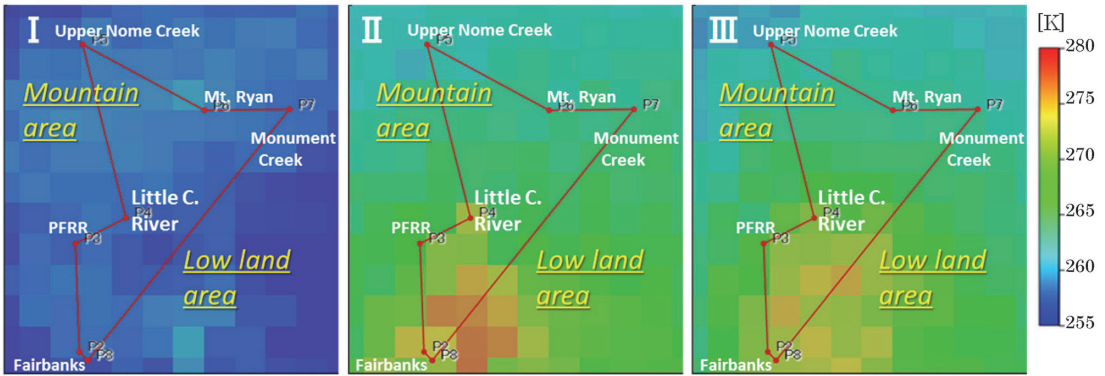 I
Upper Nome Creek
P5
Mountain
area
Mt. Ryan
P6
P7
Monument
Creek
Little C.
P4
River
PFRR
P3
Low land
area
P2
P8
Fairbanks
II
Upper Nome Creek
P5
Mountain
area
Mt. Ryan
P6
P7
Monument
Creek
Little C.
P4
River
PFRR
P3
Low land
area
P2
P8
Fairbanks
III
Upper Nome Creek
P5
Mountain
area
Mt. Ryan
P6
P7
Monument
Creek
Little C.
P4
River
PFRR
P3
Low land
area
P2
P8
Fairbanks
[K]
280
275
270
265
260
255